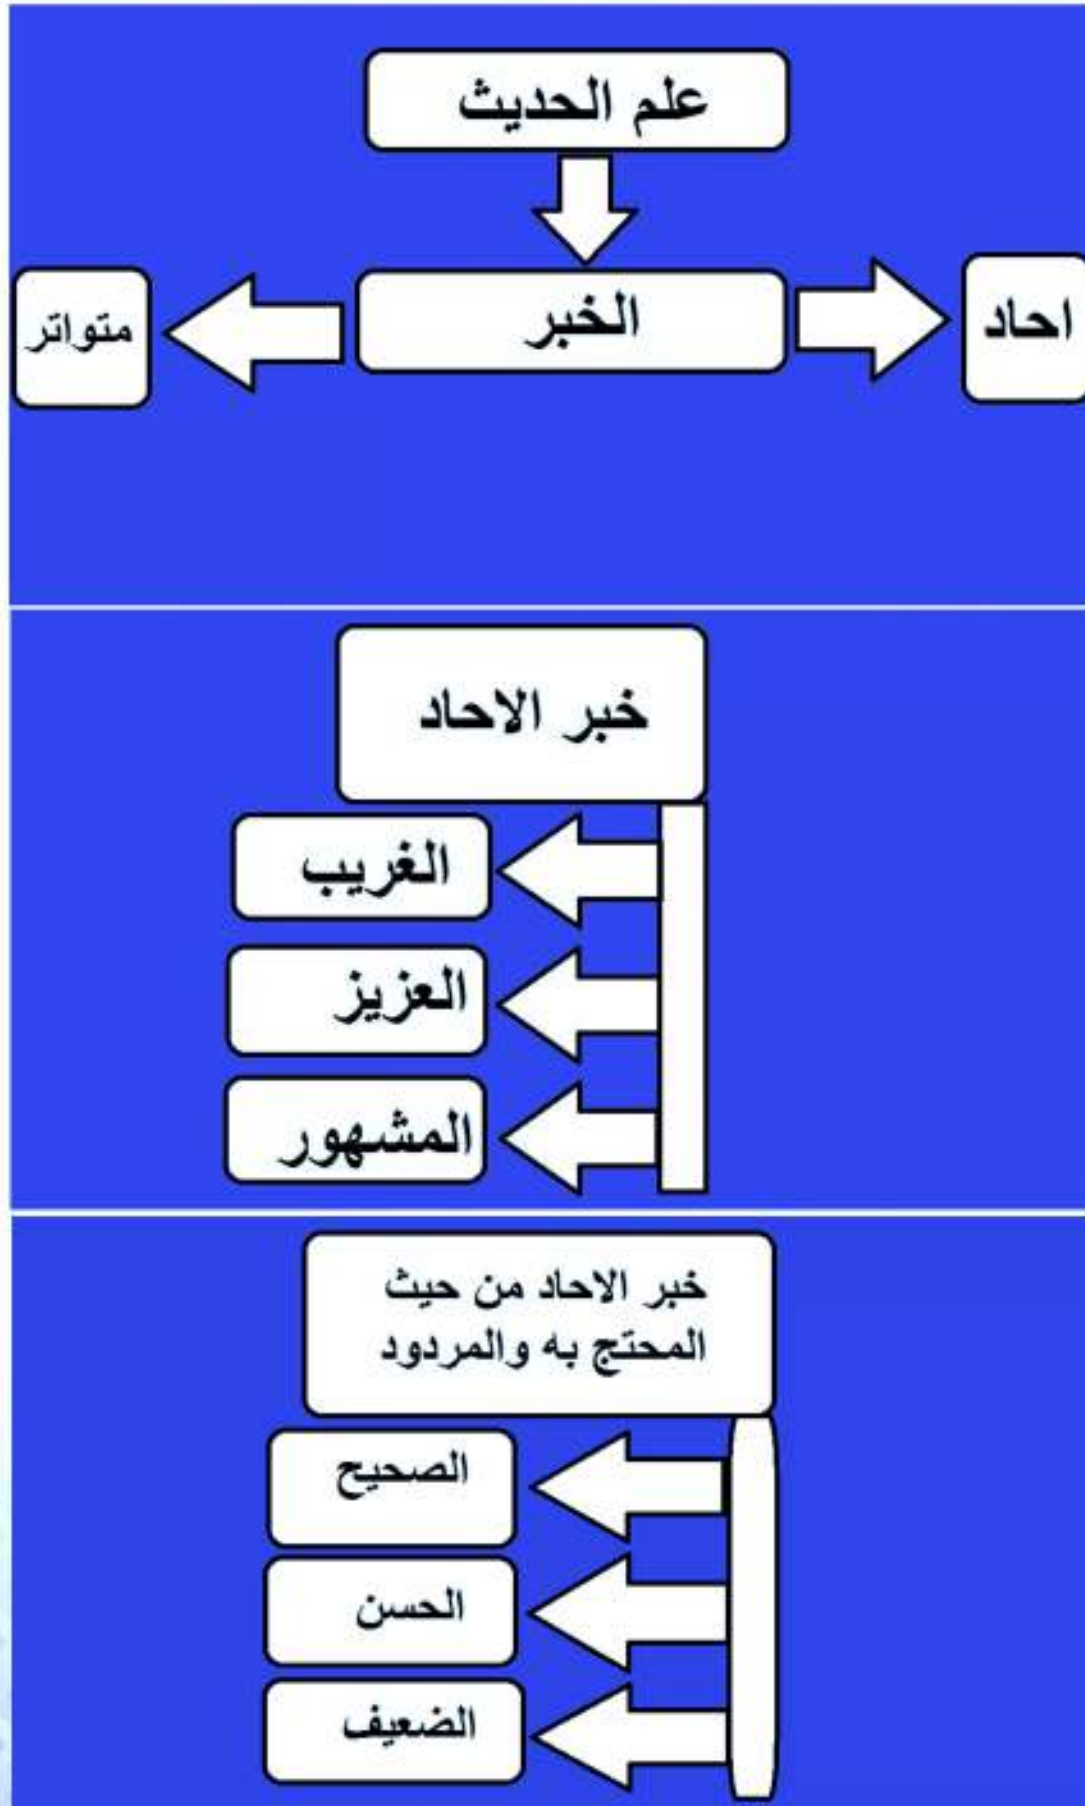 علم الحديث
الخبر
احاد
متواتر
خبر الاحاد
الغريب
العزيز
المشهور
خبر الاحاد من حيث
المحتج به والمردود
الصحيح
الحسن
الضعيف